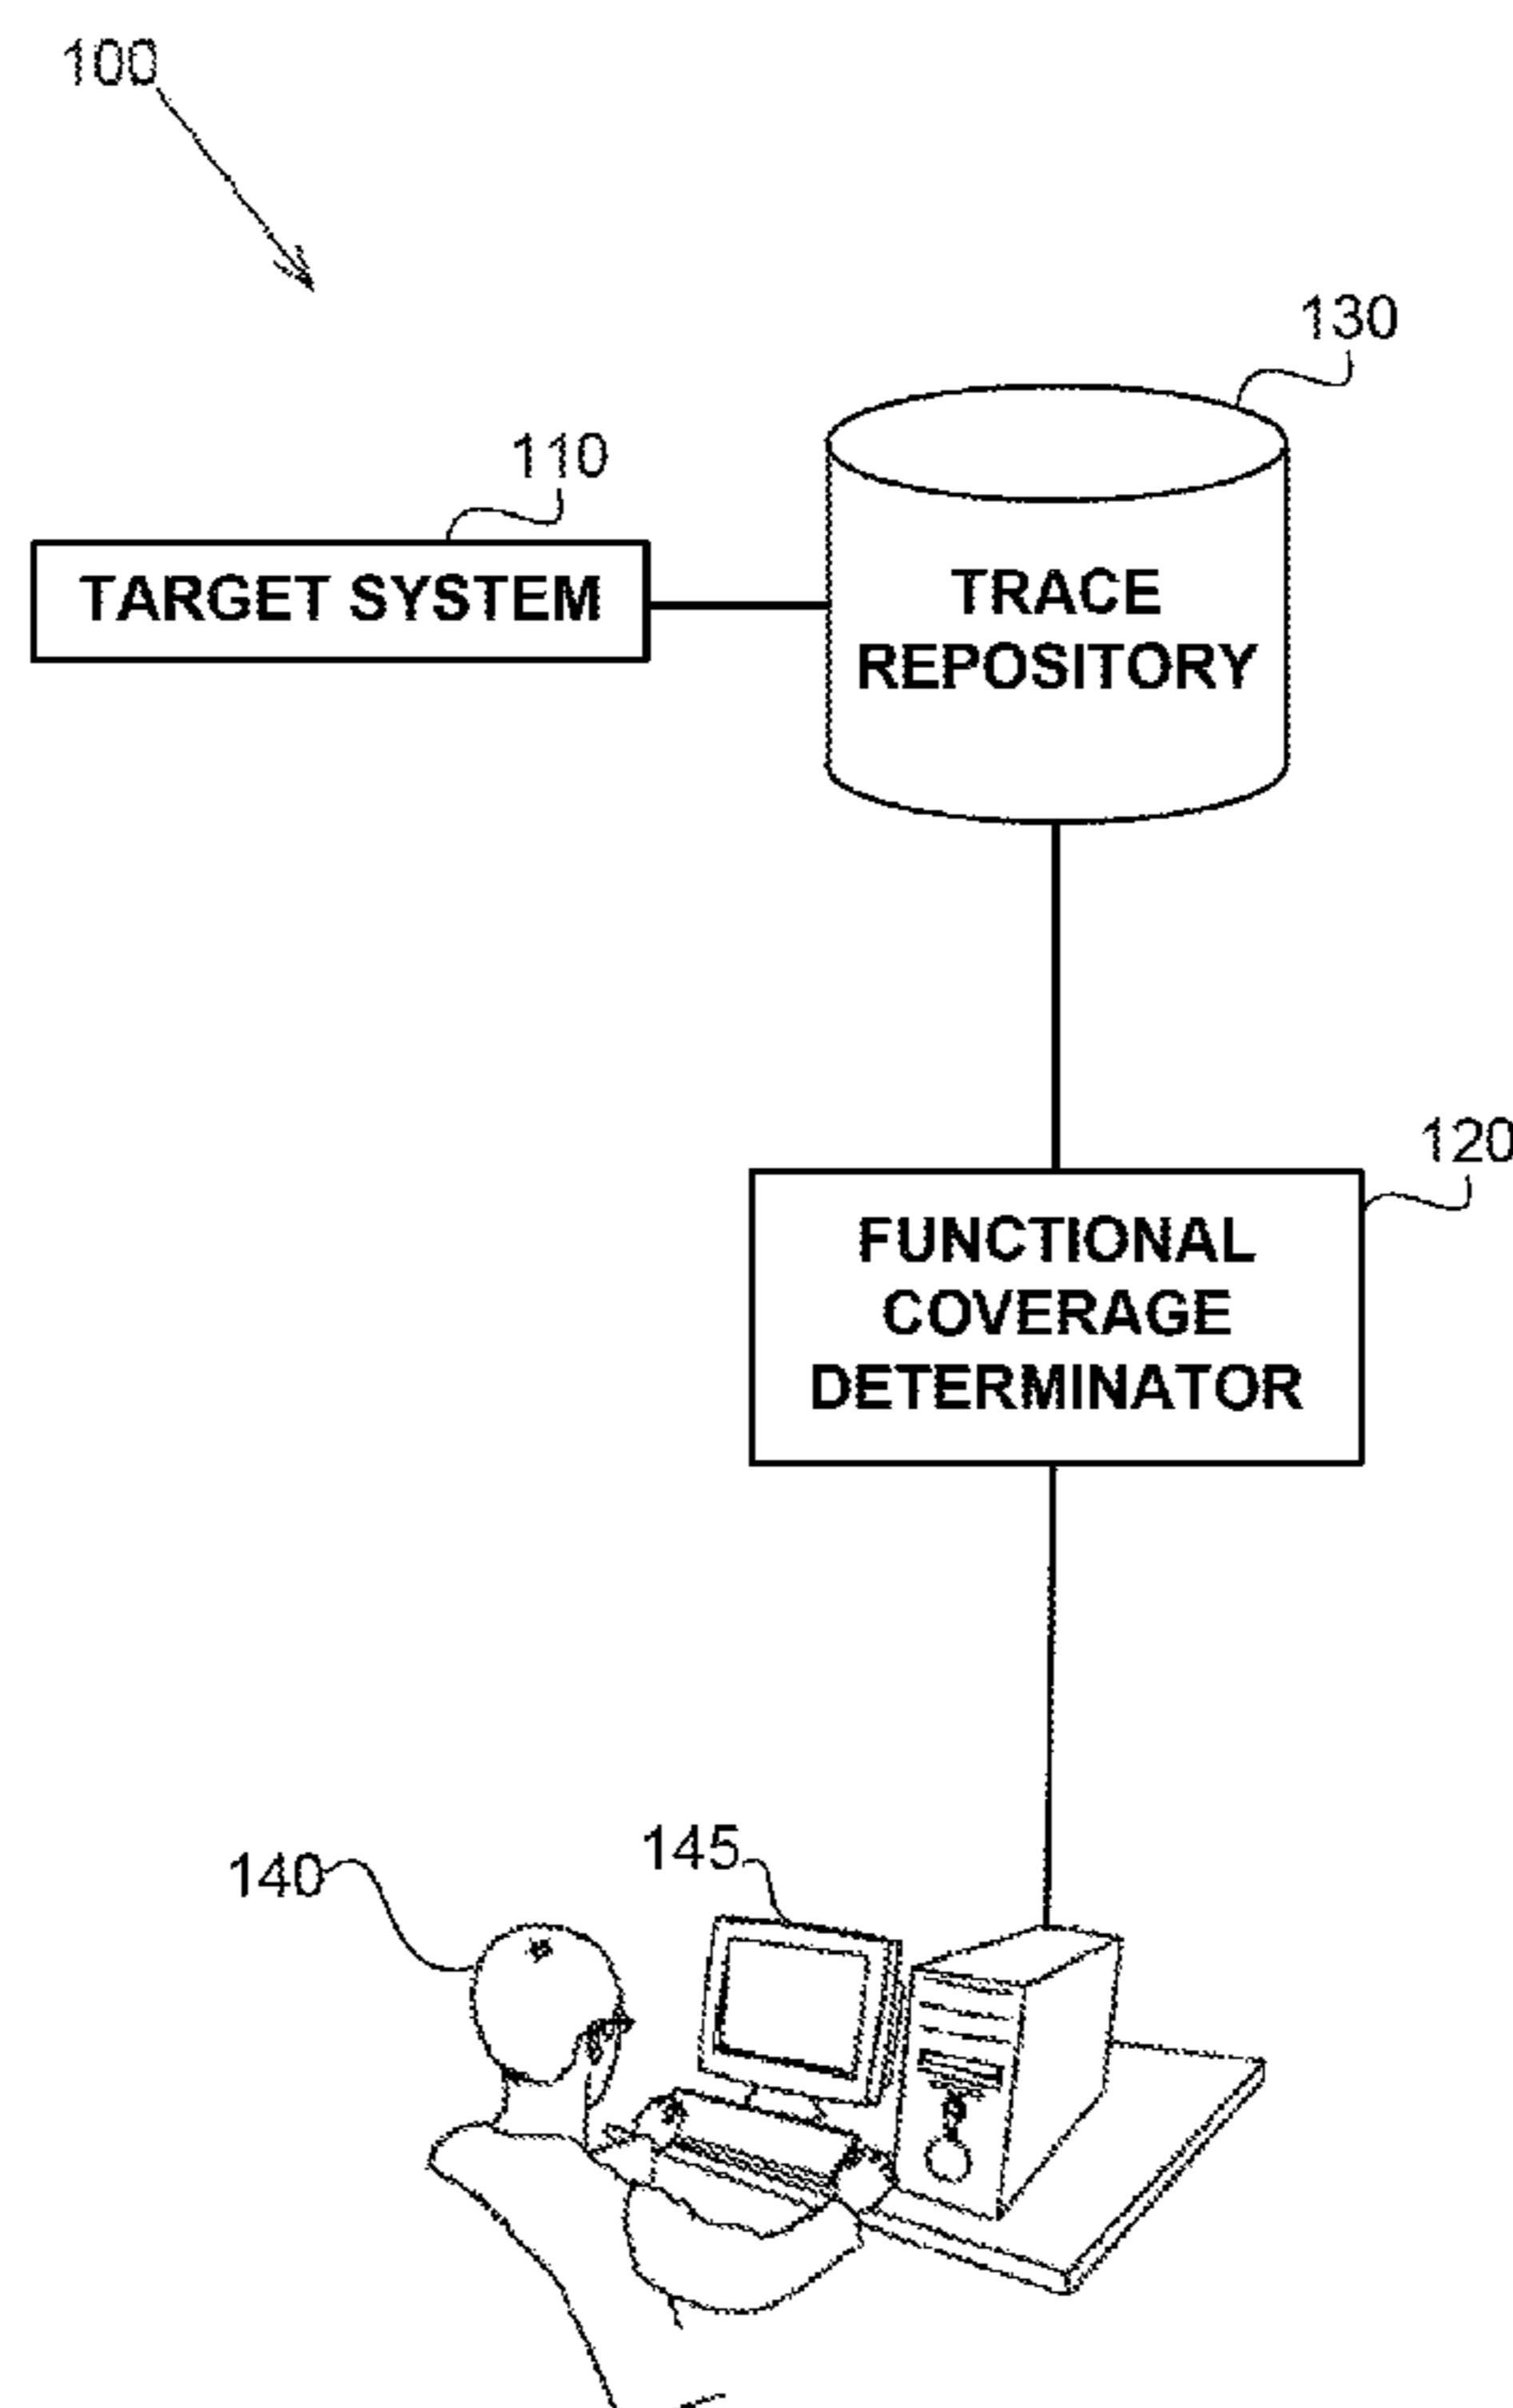 100
130
110
TARGET SYSTEM
TRACE
REPOSITORY
120
FUNCTIONAL
COVERAGE
DETERMINATOR
145
140